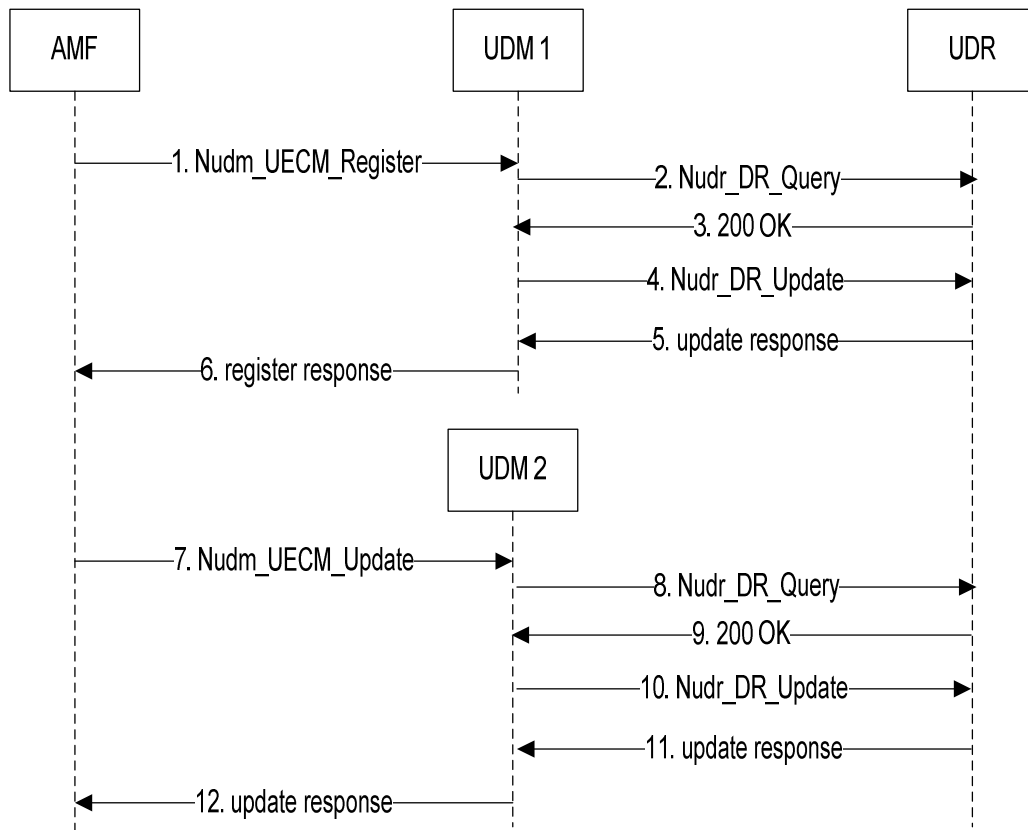 AMF
UDM 1
UDR
1. Nudm_UECM_Register
2. Nudr_DR_Query
3. 200 OK
4. Nudr_DR_Update
5. update response
6. register response
UDM 2
7. Nudm_UECM_Update
8. Nudr_DR_Query
9. 200 OK
10. Nudr_DR_Update
11. update response
12. update response